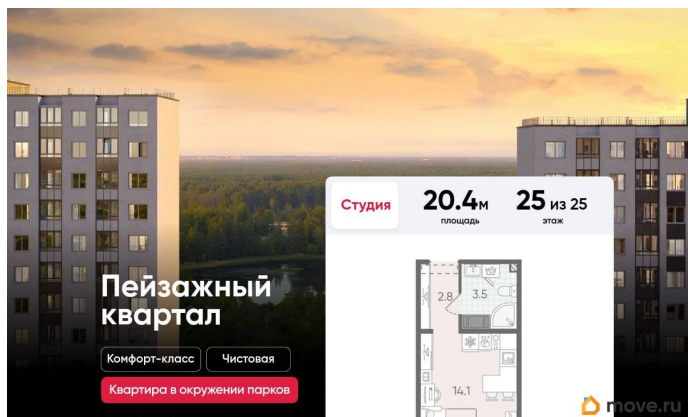 Студия
20.4м
площадь
25 из 25
этаж
2.8
3.5
14.1
Пейзажный
квартал
Комфорт-класс
Чистовая
Квартира в окружении парков
move.ru